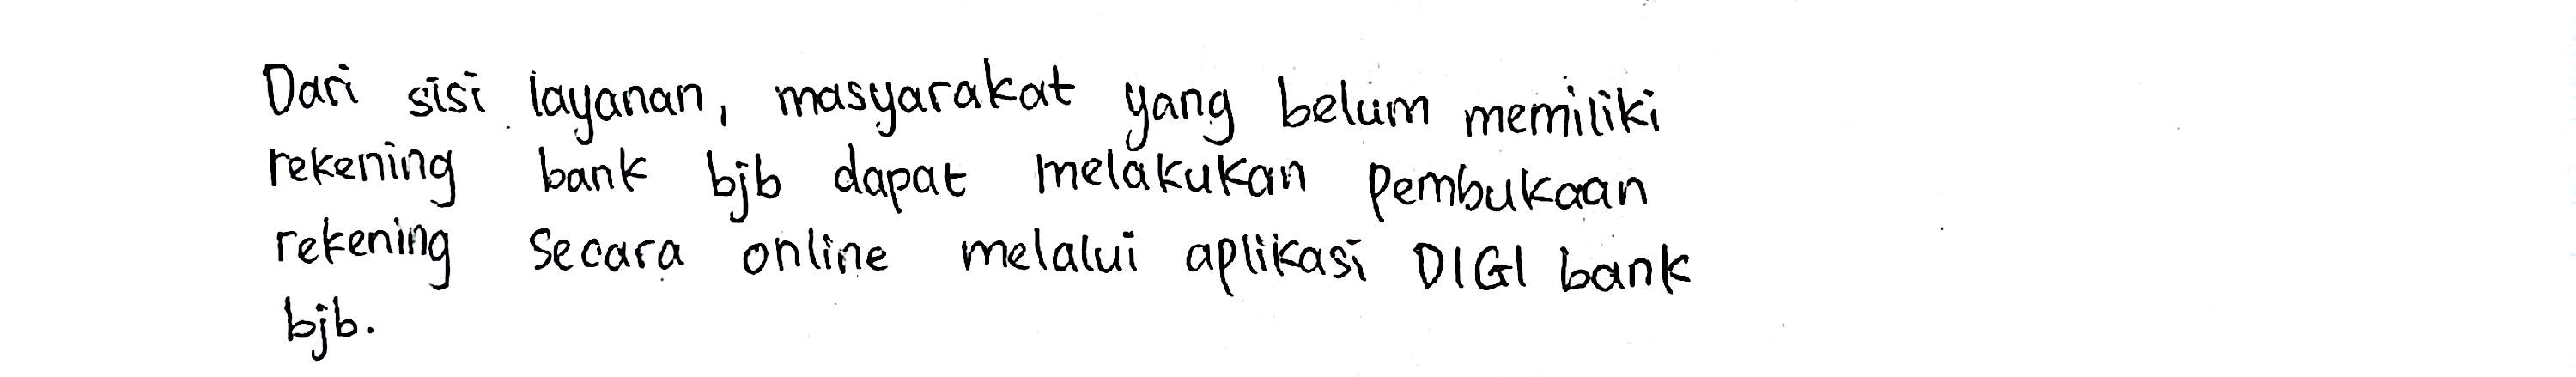 Dari sisi layanan, masyarakat yang belum memiliki
rekening bank bjb dapat melakukan pembukaan
rekening secara online melalui aplikasi DIGI bank
bjb.